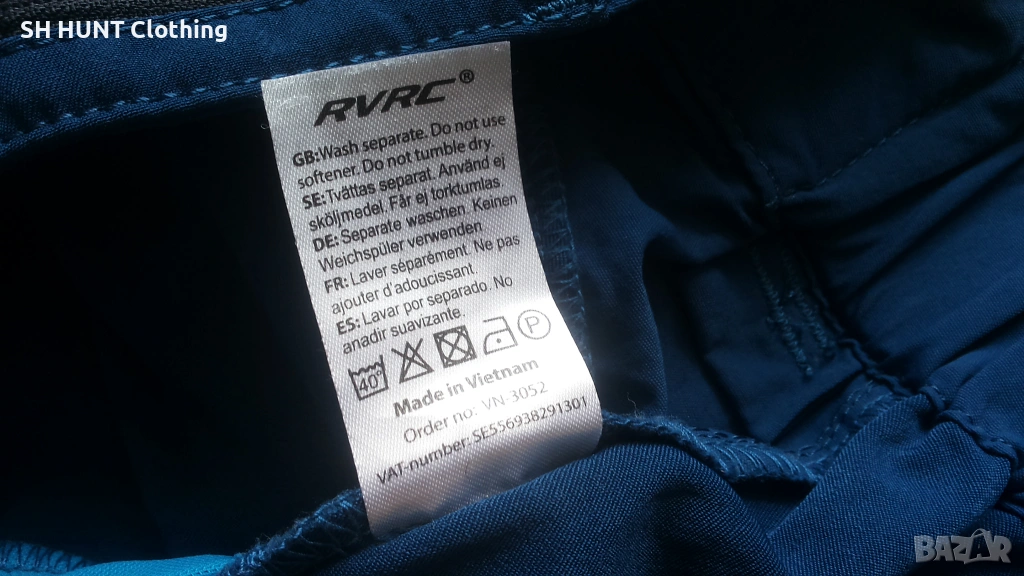 SH HUNT Clothing
RVRC®
GB:Wash separate. Do not use
softener. Do not tumble dry.
SE:Tvättas separat. Använd ej
sköljmedel. Får ej torktumlas
DE: Separate waschen. Keinen
Weichspüler verwenden
FR: Laver séparément. Ne pas
ajouter d'adoucissant.
ES: Lavar por separado. No
anadir suavizante.
40° P
Made in Vietnam
Order no: VN-3052
VAT-number: SE556938291301
BAZAR